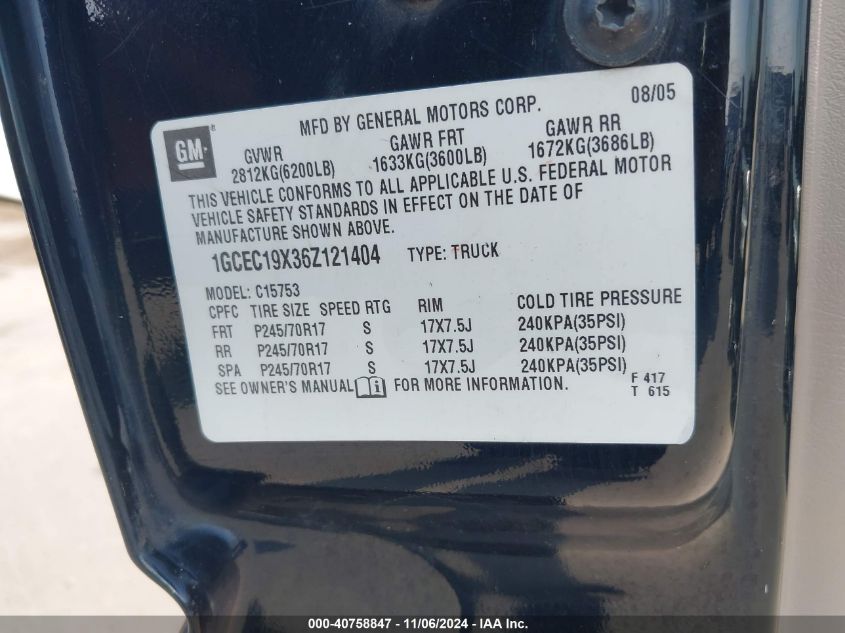 MFD BY GENERAL MOTORS CORP. 08/05
GM ®
GVWR GAWR FRT GAWR RR
2812KG(6200LB) 1633KG(3600LB) 1672KG(3686LB)
THIS VEHICLE CONFORMS TO ALL APPLICABLE U.S. FEDERAL MOTOR
VEHICLE SAFETY STANDARDS IN EFFECT ON THE DATE OF
MANUFACTURE SHOWN ABOVE.
1GCEC19X36Z121404 TYPE: TRUCK
MODEL: C15753
CPFC TIRE SIZE SPEED RTG RIM COLD TIRE PRESSURE
FRT P245/70R17 S 17X7.5J 240KPA(35PSI)
RR P245/70R17 S 17X7.5J 240KPA(35PSI)
SPA P245/70R17 S 17X7.5J 240KPA(35PSI)
SEE OWNER'S MANUAL i FOR MORE INFORMATION. F 417
T 615
000-40758847 - 11/06/2024 - IAAI Inc.